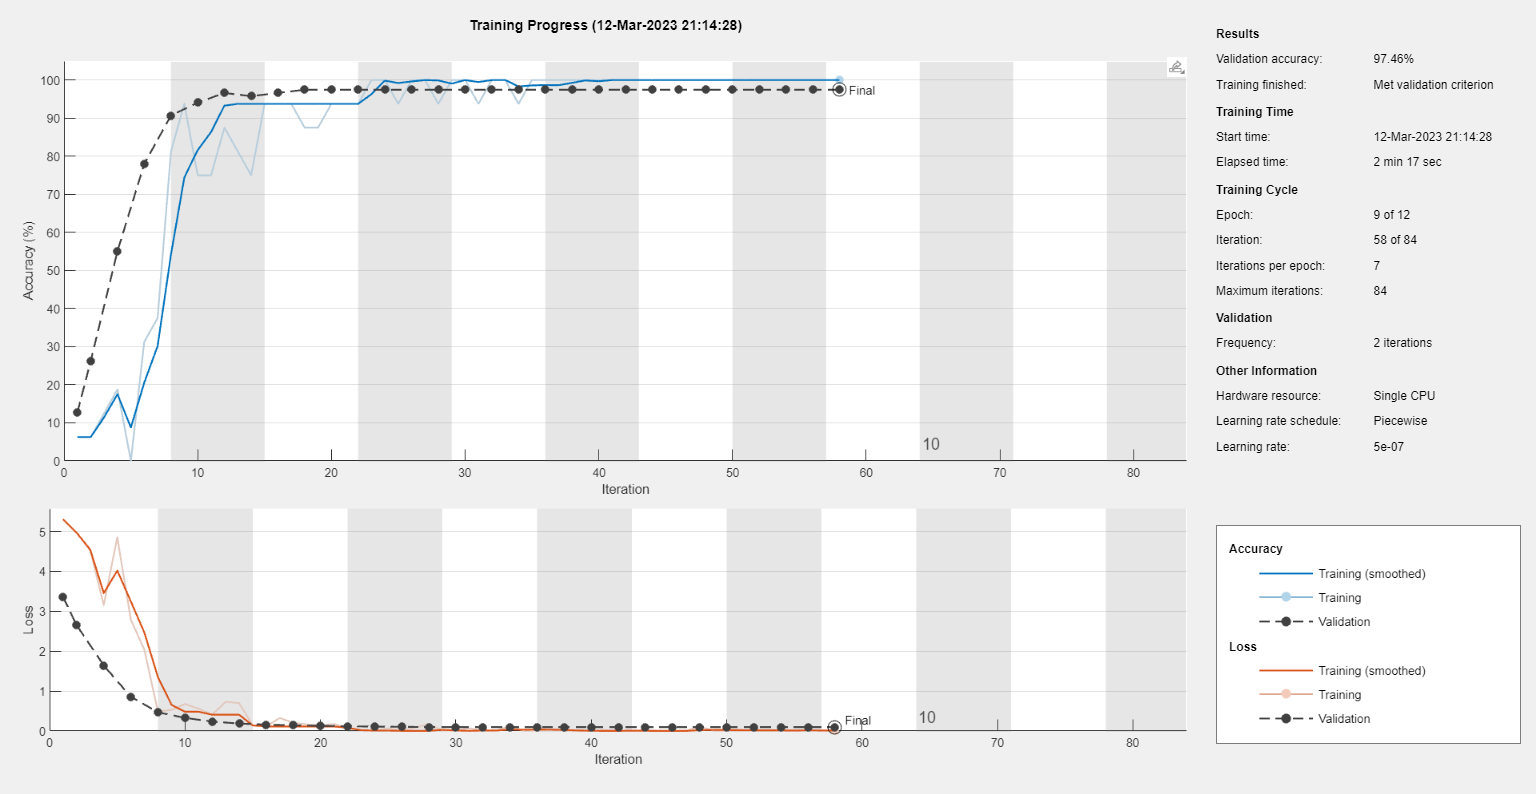 Training Progress (12-Mar-2023 21:14:28)
100
90
80
70
60
50
40
30
20
10
0
Accuracy (%)
Final
10
0 10 20 30 40 50 60 70 80
Iteration
5
4
3
2
1
0
Loss
Final
10
0 10 20 30 40 50 60 70 80
Iteration
Results
Validation accuracy: 97.46%
Training finished: Met validation criterion
Training Time
Start time: 12-Mar-2023 21:14:28
Elapsed time: 2 min 17 sec
Training Cycle
Epoch: 9 of 12
Iteration: 58 of 84
Iterations per epoch: 7
Maximum iterations: 84
Validation
Frequency: 2 iterations
Other Information
Hardware resource: Single CPU
Learning rate schedule: Piecewise
Learning rate: 5e-07
Accuracy
Training (smoothed)
Training
Validation
Loss
Training (smoothed)
Training
Validation